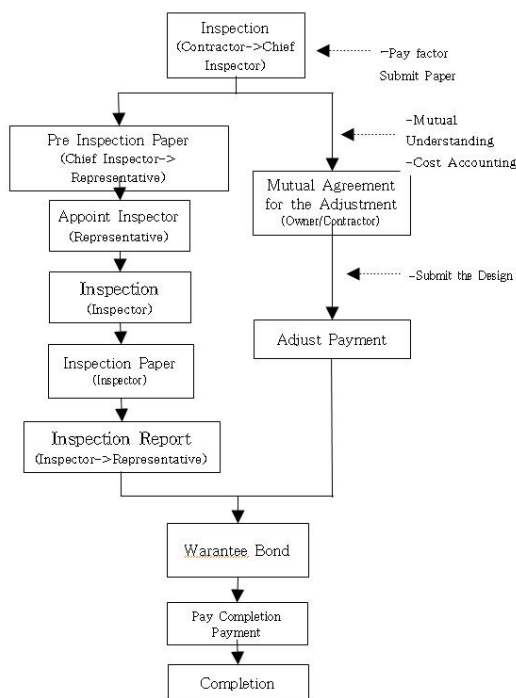 Inspection
(Contractor->Chief
Inspector)
-Pay factor
Submit Paper
Pre Inspection Paper
(Chief Inspector->
Representative)
-Mutual
Understanding
-Cost Accounting
Mutual Agreement
for the Adjustment
(Owner/Contractor)
Appoint Inspector
(Representative)
-Submit the Design
Inspection
(Inspector)
Adjust Payment
Inspection Paper
(Inspector)
Inspection Report
(Inspector->Representative)
Warantee Bond
Pay Completion
Payment
Completion